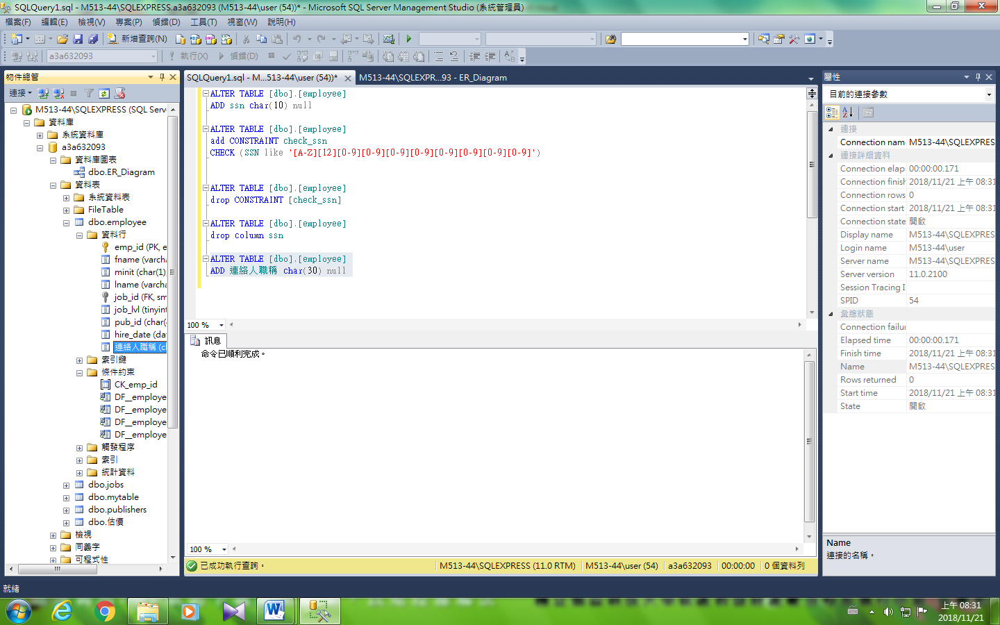 SQLQuery1.sql - M513-44\SQLEXPRESS.a3a632093 (M513-44\user (54))* - Microsoft SQL Server Management Studio (系統管理員)
檔案(F) 編輯(E) 檢視(V) 專案(P) 偵錯(D) 工具(T) 視窗(W) 說明(H)
新增查詢(N)
a3a632093 執行(X) 偵錯(D)
物件總管
連接
M513-44\SQLEXPRESS (SQL Serv
資料庫
系統資料庫
a3a632093
資料庫圖表
dbo.ER_Diagram
資料表
系統資料表
FileTable
dbo.employee
資料行
emp_id (PK, e
fname (varcha
minit (char(1),
lname (varcha
job_id (FK, sm
job_lvl (tinyint
pub_id (char(4
hire_date (dat
連絡人職稱 (c
索引鍵
條件約束
CK_emp_id
DF__employe
DF__employe
DF__employe
DF__employe
觸發程序
索引
統計資料
dbo.jobs
dbo.mytable
dbo.publishers
dbo.估價
檢視
同義字
可程式性
SQLQuery1.sql - M...513-44\user (54))* M513-44\SQLEXPR...93 - ER_Diagram
ALTER TABLE [dbo].[employee]
ADD ssn char(10) null
ALTER TABLE [dbo].[employee]
add CONSTRAINT check_ssn
CHECK (SSN like '[A-Z][12][0-9][0-9][0-9][0-9][0-9][0-9][0-9][0-9]')
ALTER TABLE [dbo].[employee]
drop CONSTRAINT [check_ssn]
ALTER TABLE [dbo].[employee]
drop column ssn
ALTER TABLE [dbo].[employee]
ADD 連絡人職稱 char(30) null
100 %
訊息
命令已順利完成。
100 %
已成功執行查詢。 M513-44\SQLEXPRESS (11.0 RTM) M513-44\user (54) a3a632093 00:00:00 0 個資料列
屬性
目前的連接參數
連接
Connection nam M513-44\SQLEXPRES
連接詳細資料
Connection elap 00:00:00.171
Connection finish 2018/11/21 上午 08:31
Connection rows 0
Connection start 2018/11/21 上午 08:31
Connection state 開啟
Display name M513-44\SQLEXPRES
Login name M513-44\user
Server name M513-44\SQLEXPRES
Server version 11.0.2100
Session Tracing I
SPID 54
彙總狀態
Connection failur
Elapsed time 00:00:00.171
Finish time 2018/11/21 上午 08:31
Name M513-44\SQLEXPRES
Rows returned 0
Start time 2018/11/21 上午 08:31
State 開啟
Name
連接的名稱。
就緒
上午 08:31
2018/11/21